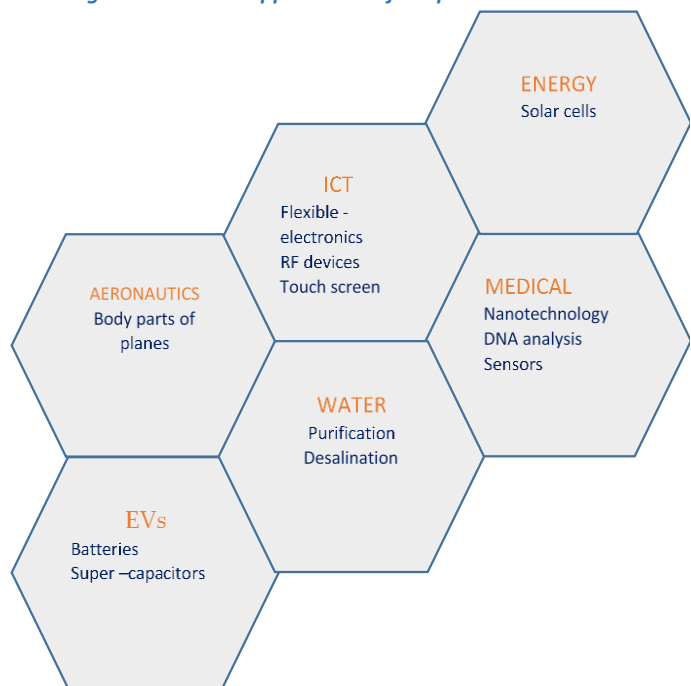 ENERGY
Solar cells
ICT
Flexible -
electronics
RF devices
Touch screen
AERONAUTICS
Body parts of
planes
MEDICAL
Nanotechnology
DNA analysis
Sensors
WATER
Purification
Desalination
EVs
Batteries
Super –capacitors